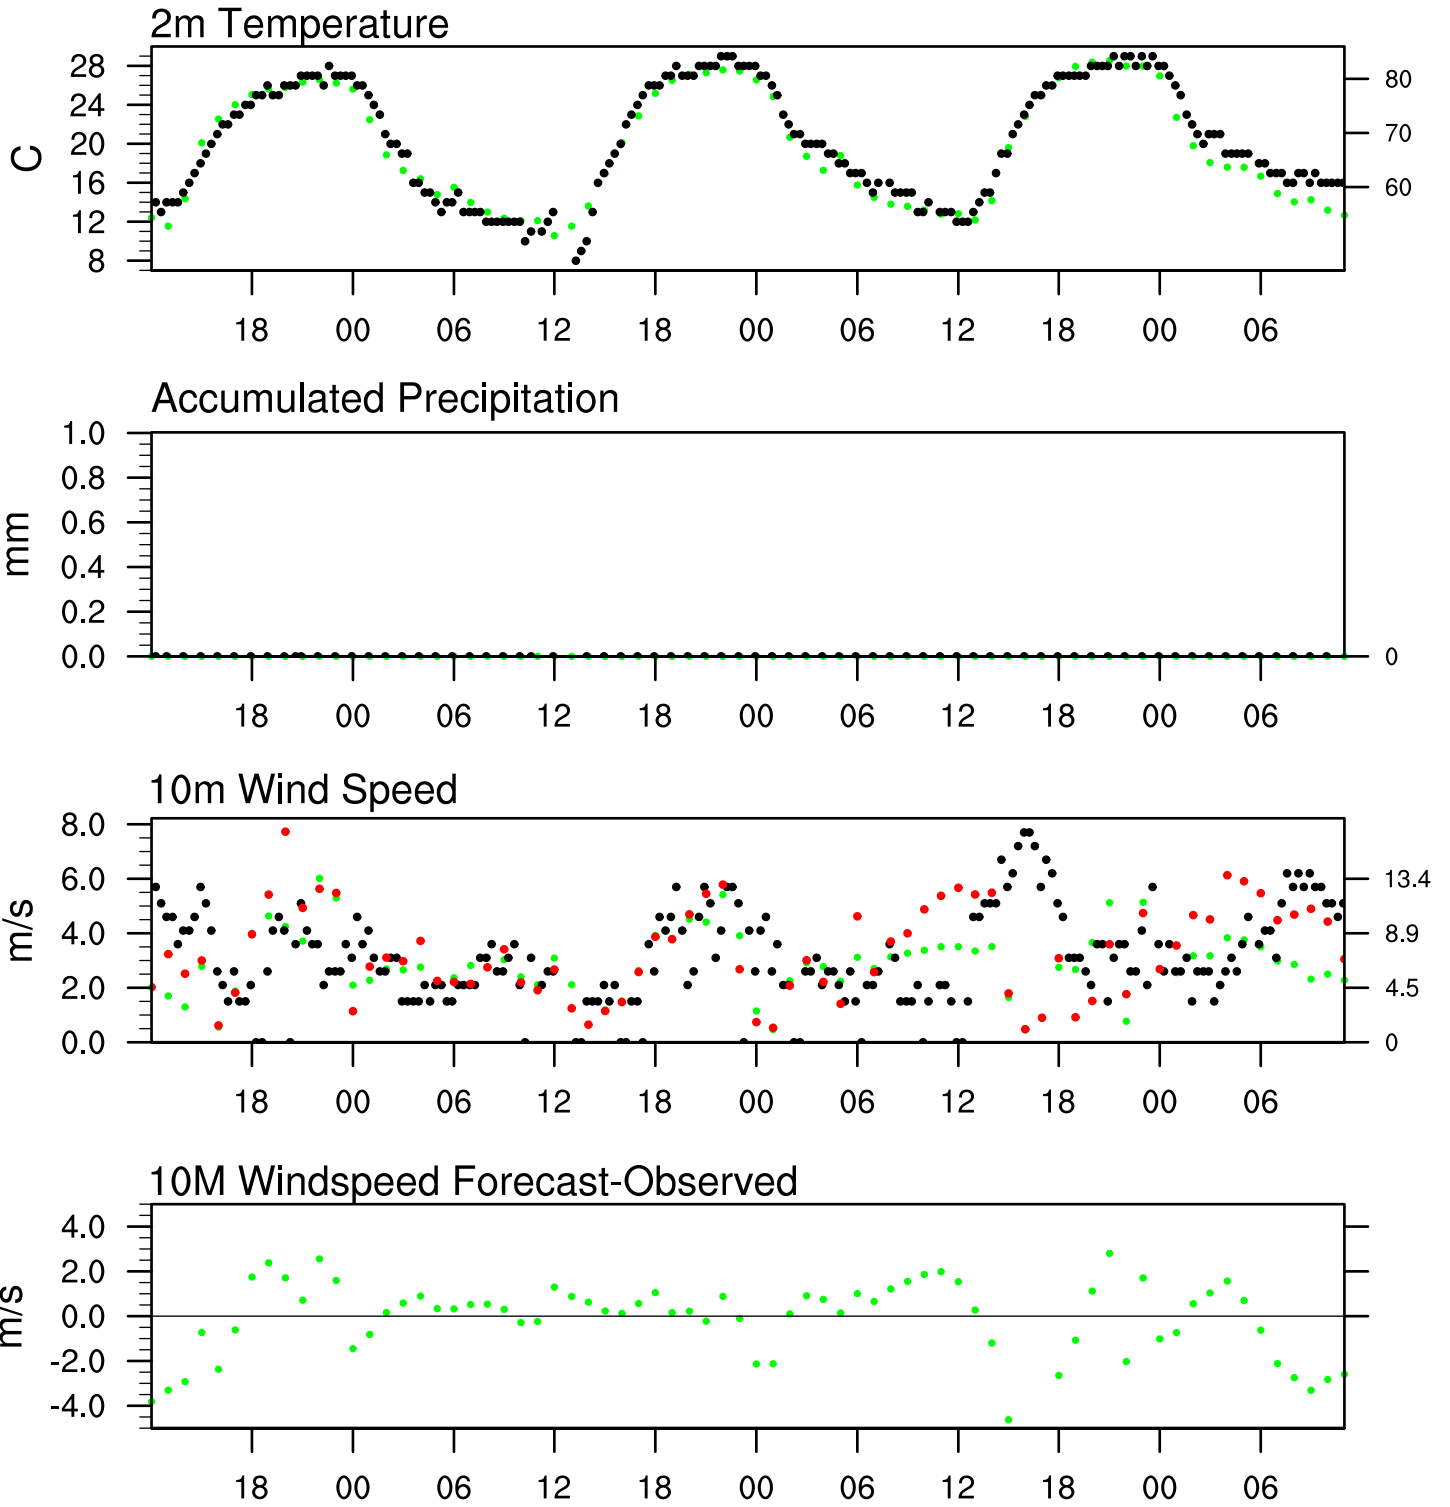 2m Temperature
28
24
20
16
12
8
C
80
70
60
18 00 06 12 18 00 06 12 18 00 06
Accumulated Precipitation
1.0
0.8
0.6
0.4
0.2
0.0
mm
0
18 00 06 12 18 00 06 12 18 00 06
10m Wind Speed
8.0
6.0
4.0
2.0
0.0
m/s
13.4
8.9
4.5
0
18 00 06 12 18 00 06 12 18 00 06
10M Windspeed Forecast-Observed
4.0
2.0
0.0
-2.0
-4.0
m/s
18 00 06 12 18 00 06 12 18 00 06